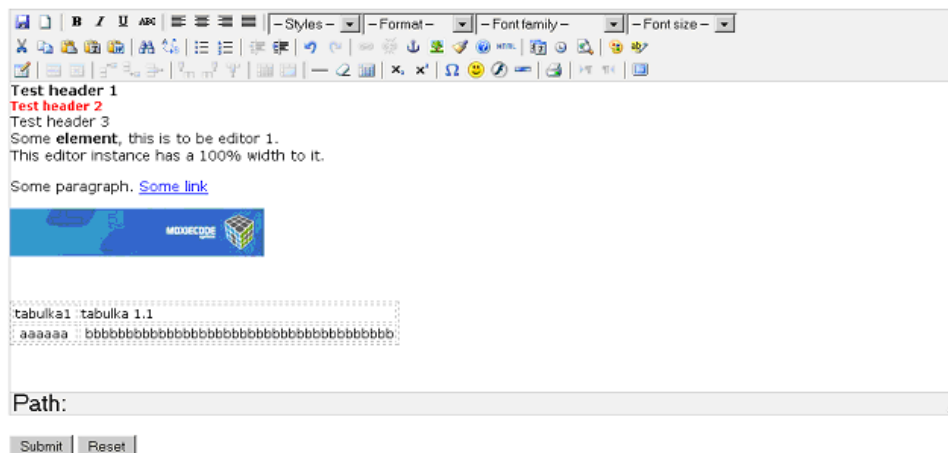 B I U ABC – Styles – – Format – – Font family – – Font size –
HTML
Test header 1
Test header 2
Test header 3
Some element, this is to be editor 1.
This editor instance has a 100% width to it.
Some paragraph. Some link
MOXIECODE
tabulka1 tabulka 1.1
aaaaaa bbbbbbbbbbbbbbbbbbbbbbbbbbbbbbbbbbbbbb
Path:
Submit Reset